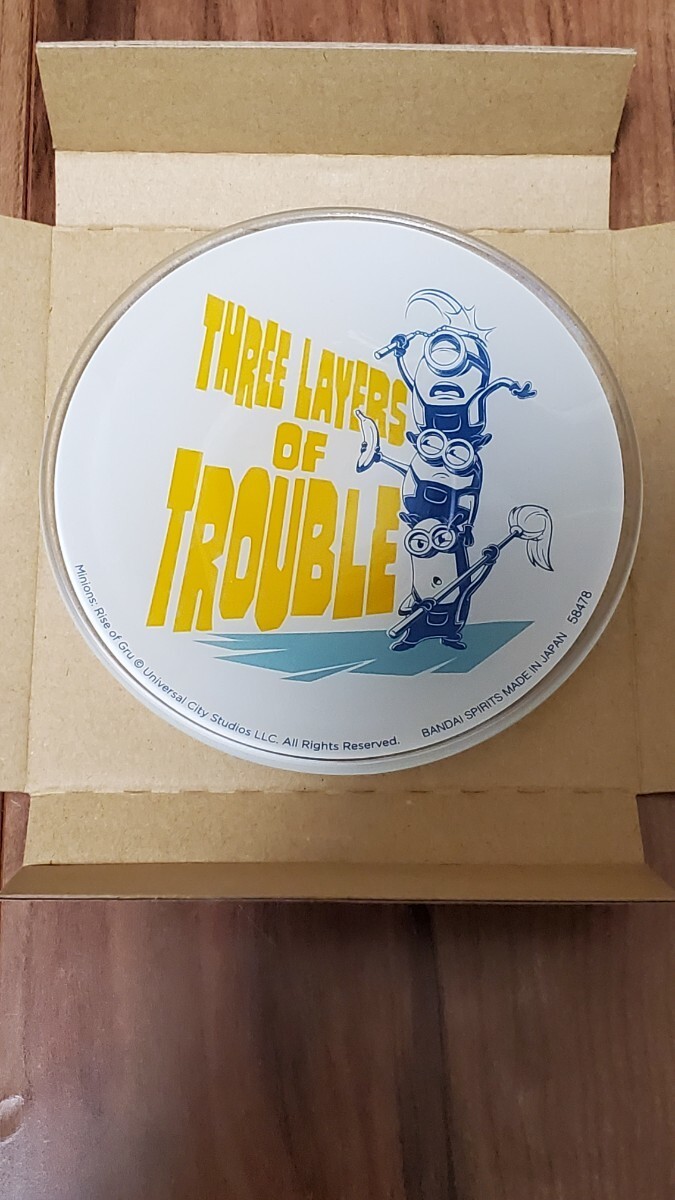 THREE LAYERS
OF
TROUBLE
Minions: Rise of Gru © Universal City Studios LLC. All Rights Reserved.
BANDAI SPIRITS MADE IN JAPAN 58478